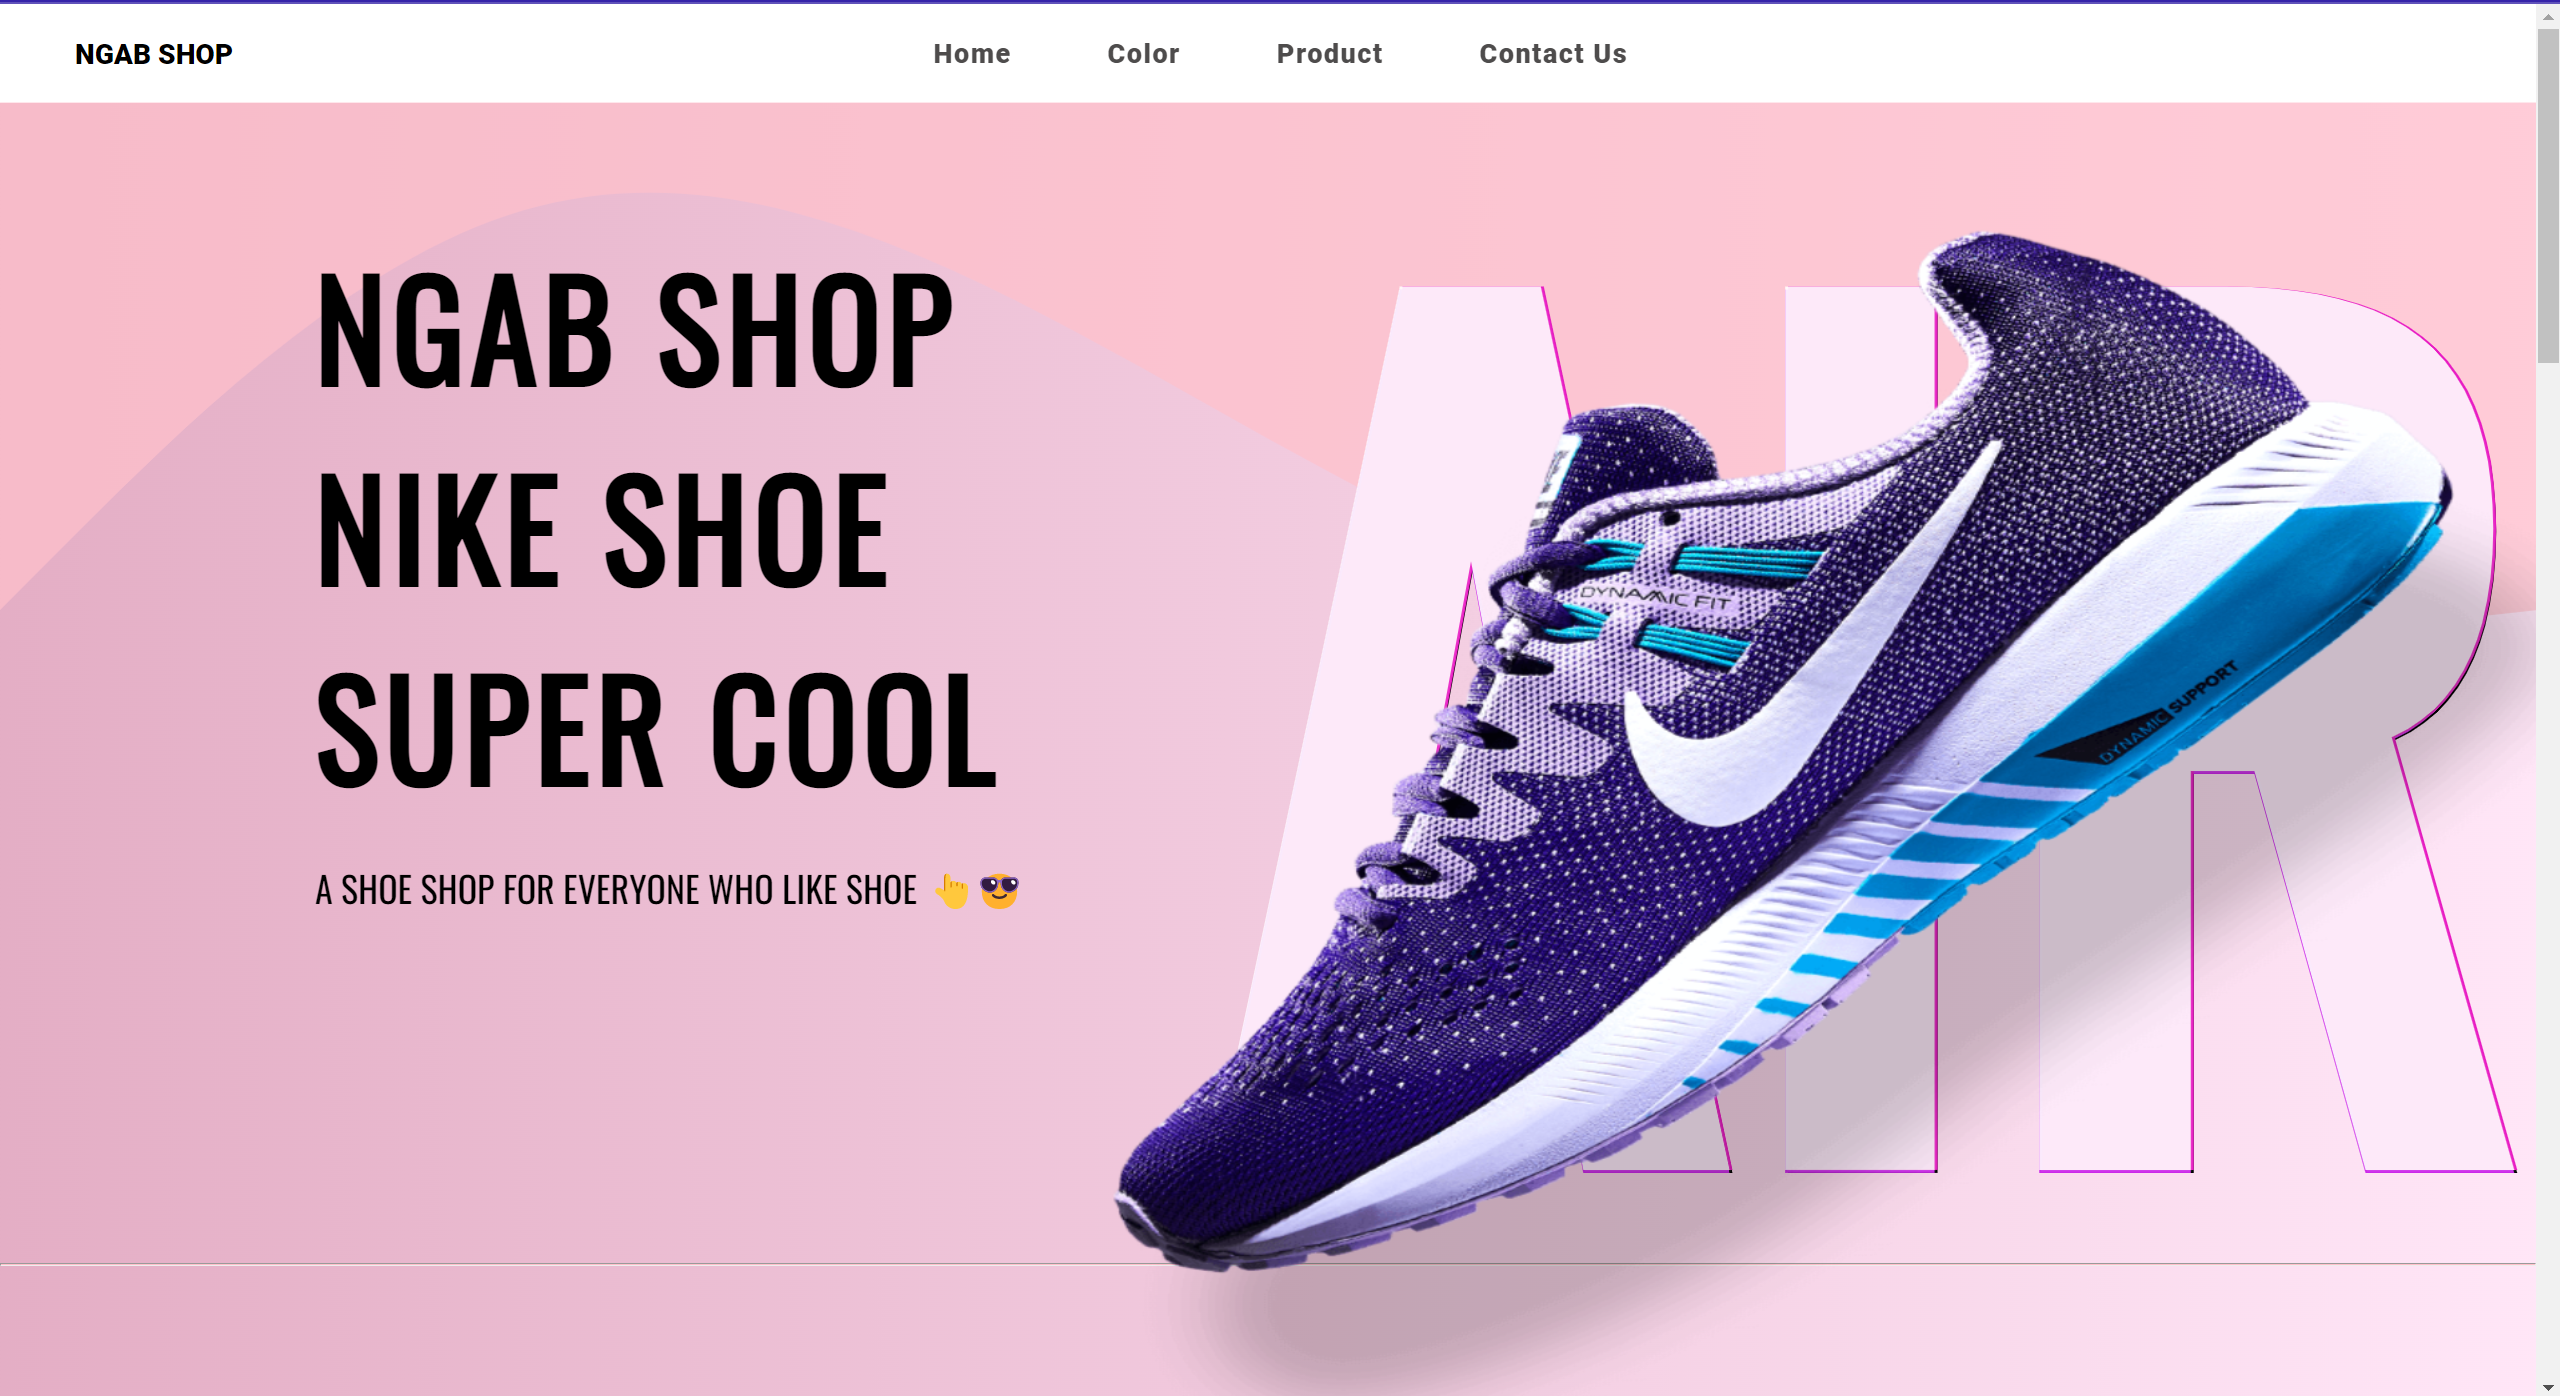 NGAB SHOP
Home
Color
Product
Contact Us
NGAB SHOP
NIKE SHOE
SUPER COOL
A SHOE SHOP FOR EVERYONE WHO LIKE SHOE 👆😎
AIR
DYNAMIC FIT
DYNAMIC SUPPORT